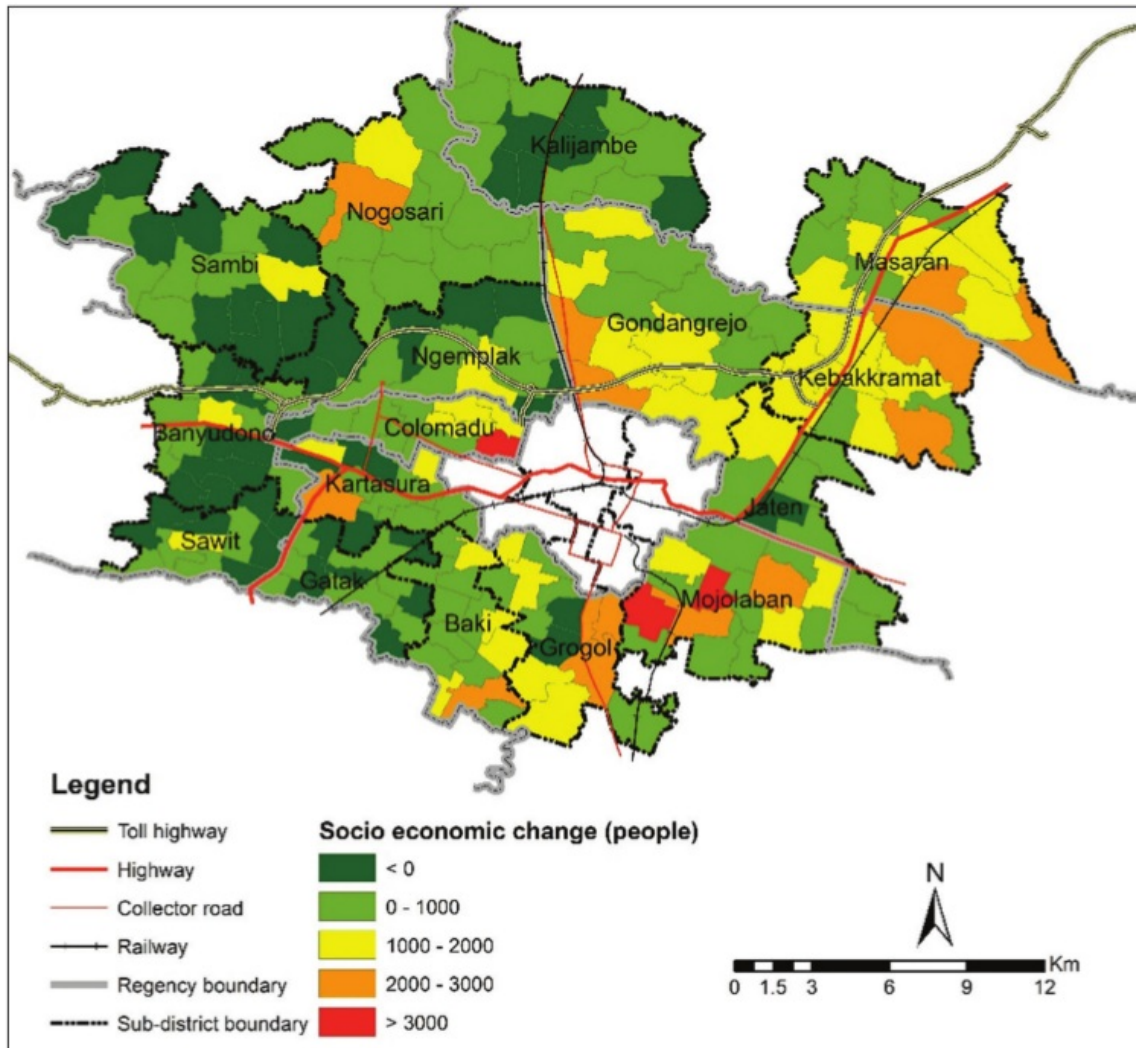 Kalijambe
Nogosari
Sambi
Masaran
Gondangrejo
Ngemplak
Kebakkramat
Banyudono
Colomadu
Kartasura
Jaten
Sawit
Gatak
Mojolaban
Baki
Grogol
Legend
Toll highway
Highway
Collector road
Railway
Regency boundary
Sub-district boundary
Socio economic change (people)
< 0
0 - 1000
1000 - 2000
2000 - 3000
> 3000
N
Km
0 1.5 3 6 9 12